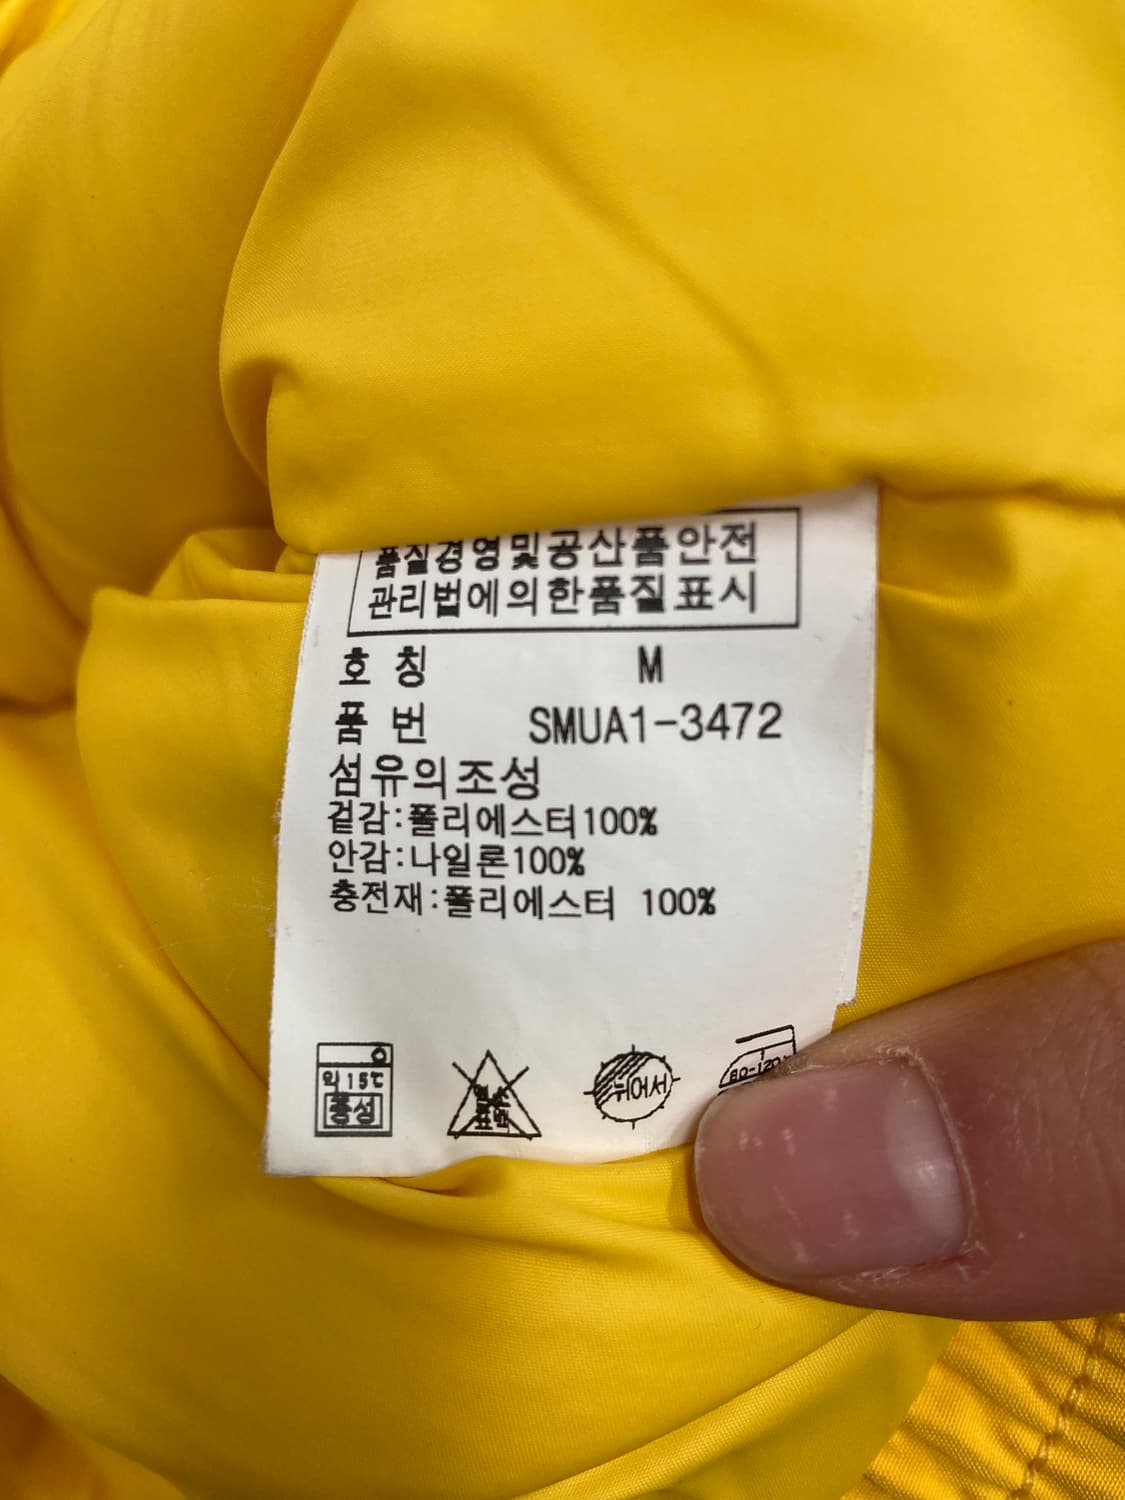 품질경영및공산품안전
관리법에의한품질표시
호 칭 M
품 번 SMUA1-3472
섬유의조성
겉감:폴리에스터100%
안감:나일론100%
충전재:폴리에스터 100%
약 15℃
중성
염소
표백
뉘어서
80-120